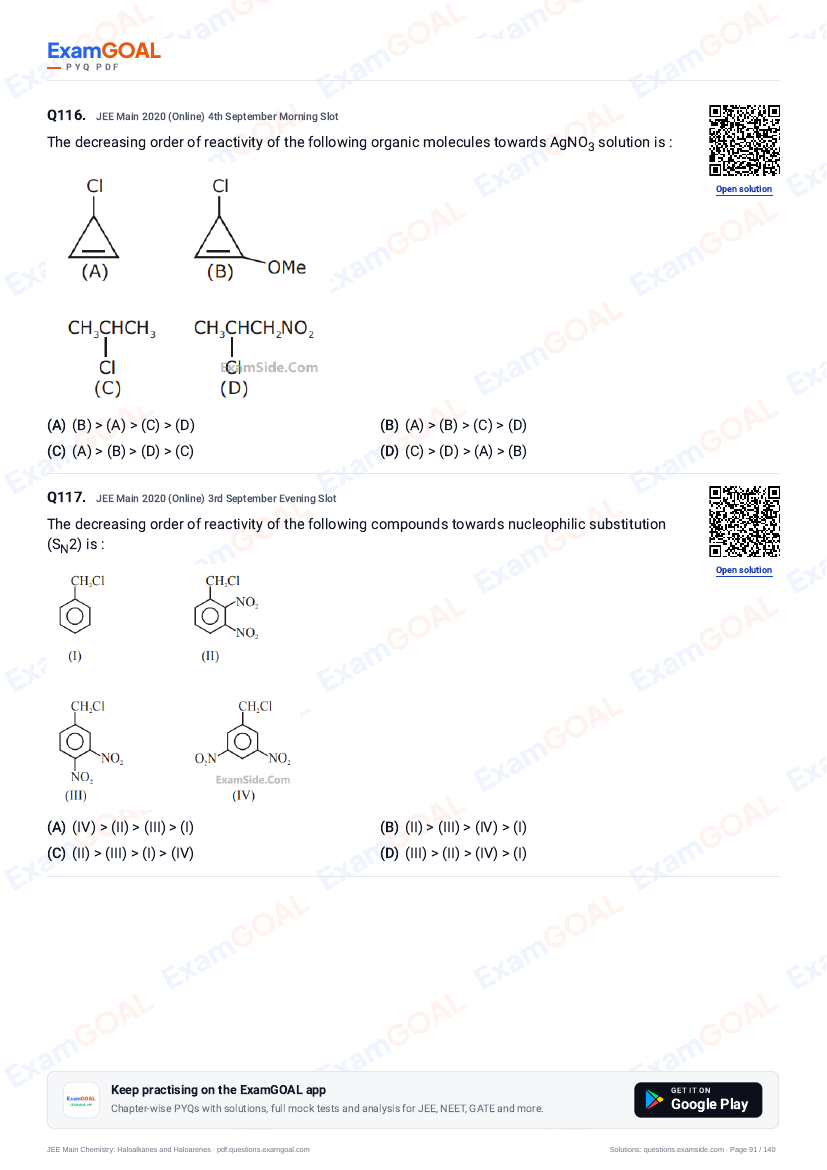 ExamGOAL
PYQ PDF
Q116. JEE Main 2020 (Online) 4th September Morning Slot
The decreasing order of reactivity of the following organic molecules towards AgNO₃ solution is :
Open solution
Cl Cl
OMe
(A) (B)
CH₃CHCH₃ CH₃CHCH₂NO₂
Cl Cl
ExamSide.Com
(C) (D)
(A) (B) > (A) > (C) > (D) (B) (A) > (B) > (C) > (D)
(C) (A) > (B) > (D) > (C) (D) (C) > (D) > (A) > (B)
Q117. JEE Main 2020 (Online) 3rd September Evening Slot
The decreasing order of reactivity of the following compounds towards nucleophilic substitution
(S_N2) is :
Open solution
CH₂Cl CH₂Cl
NO₂
NO₂
(I) (II)
CH₂Cl CH₂Cl
NO₂ O₂N NO₂
NO₂
ExamSide.Com
(III) (IV)
(A) (IV) > (II) > (III) > (I) (B) (II) > (III) > (IV) > (I)
(C) (II) > (III) > (I) > (IV) (D) (III) > (II) > (IV) > (I)
ExamGOAL
Keep practising on the ExamGOAL app
Chapter-wise PYQs with solutions, full mock tests and analysis for JEE, NEET, GATE and more.
GET IT ON
Google Play
JEE Main Chemistry: Haloalkanes and Haloarenes · pdf.questions.examgoal.com
Solutions: questions.examside.com · Page 91 / 140